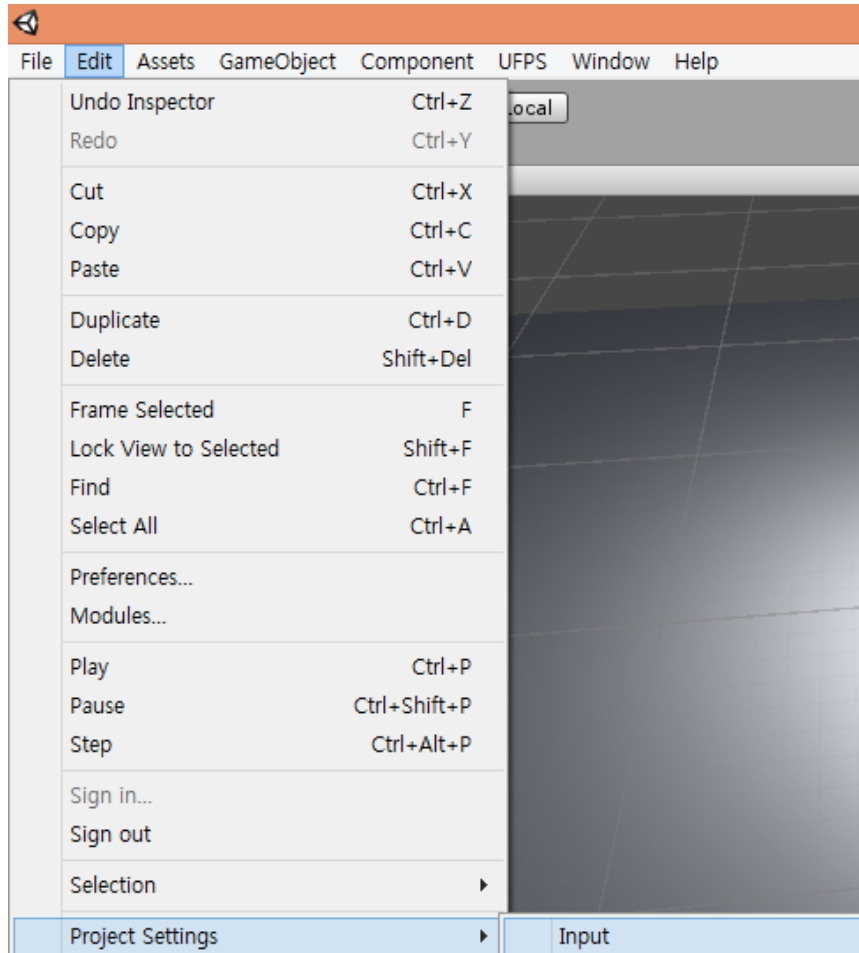 File Edit Assets GameObject Component UFPS Window Help
Undo Inspector Ctrl+Z
Local
Redo Ctrl+Y
Cut Ctrl+X
Copy Ctrl+C
Paste Ctrl+V
Duplicate Ctrl+D
Delete Shift+Del
Frame Selected F
Lock View to Selected Shift+F
Find Ctrl+F
Select All Ctrl+A
Preferences...
Modules...
Play Ctrl+P
Pause Ctrl+Shift+P
Step Ctrl+Alt+P
Sign in...
Sign out
Selection
Project Settings Input